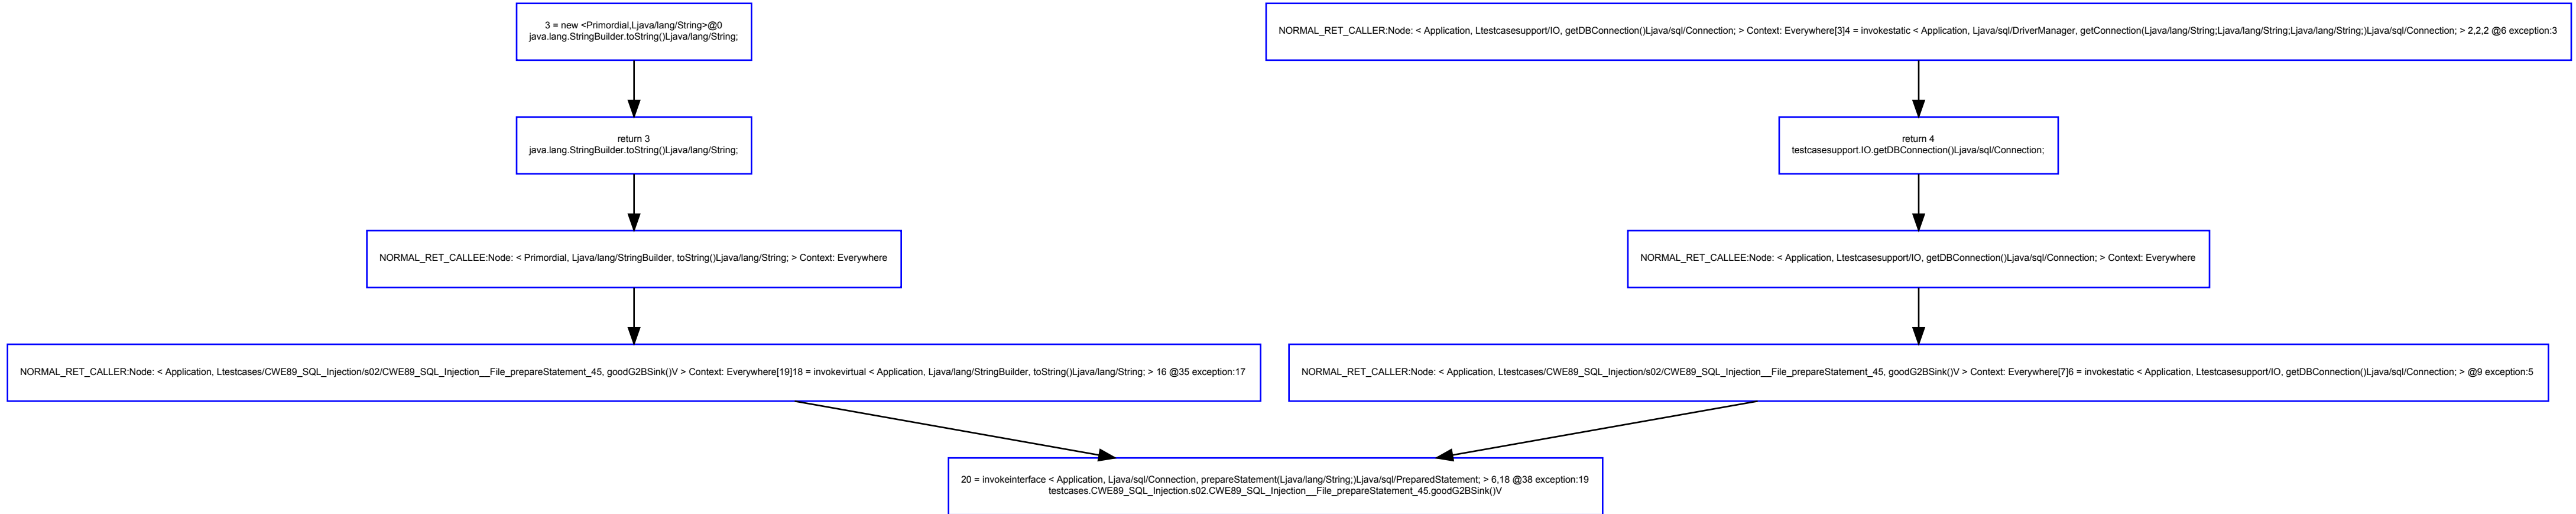 3 = new <Primordial,Ljava/lang/String>@0
java.lang.StringBuilder.toString()Ljava/lang/String;
NORMAL_RET_CALLER:Node: < Application, Ltestcasesupport/IO, getDBConnection()Ljava/sql/Connection; > Context: Everywhere[3]4 = invokestatic < Application, Ljava/sql/DriverManager, getConnection(Ljava/lang/String;Ljava/lang/String;Ljava/lang/String;)Ljava/sql/Connection; > 2,2,2 @6 exception:3
return 3
java.lang.StringBuilder.toString()Ljava/lang/String;
return 4
testcasesupport.IO.getDBConnection()Ljava/sql/Connection;
NORMAL_RET_CALLEE:Node: < Primordial, Ljava/lang/StringBuilder, toString()Ljava/lang/String; > Context: Everywhere
NORMAL_RET_CALLEE:Node: < Application, Ltestcasesupport/IO, getDBConnection()Ljava/sql/Connection; > Context: Everywhere
NORMAL_RET_CALLER:Node: < Application, Ltestcases/CWE89_SQL_Injection/s02/CWE89_SQL_Injection__File_prepareStatement_45, goodG2BSink()V > Context: Everywhere[19]18 = invokevirtual < Application, Ljava/lang/StringBuilder, toString()Ljava/lang/String; > 16 @35 exception:17
NORMAL_RET_CALLER:Node: < Application, Ltestcases/CWE89_SQL_Injection/s02/CWE89_SQL_Injection__File_prepareStatement_45, goodG2BSink()V > Context: Everywhere[7]6 = invokestatic < Application, Ltestcasesupport/IO, getDBConnection()Ljava/sql/Connection; > @9 exception:5
20 = invokeinterface < Application, Ljava/sql/Connection, prepareStatement(Ljava/lang/String;)Ljava/sql/PreparedStatement; > 6,18 @38 exception:19
testcases.CWE89_SQL_Injection.s02.CWE89_SQL_Injection__File_prepareStatement_45.goodG2BSink()V